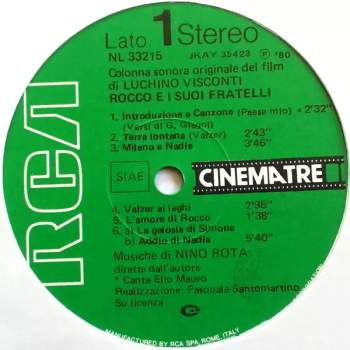 Lato 1 Stereo
NL 33215 JKAY 35423 Ⓟ '80
Colonna sonora originale del film
di LUCHINO VISCONTI
ROCCO E I SUOI FRATELLI
1. Introduzione e Canzone (Paese mio) * 2'32"
(Versi di G. Giagni)
2. Terra lontana (Valzer) 2'43"
3. Milano e Nadia 3'46"
SIAE
CINEMATRE
RCA
4. Valzer ai laghi 2'35"
5. L'amore di Rocco 1'38"
6. a) La gelosia di Simone
b) Addio di Nadia 5'40"
Musiche di NINO ROTA
dirette dall'autore
* Canta Elio Mauro
Realizzazione: Pasquale Santomartino
Su licenza
MANUFACTURED BY RCA SPA, ROME, ITALY